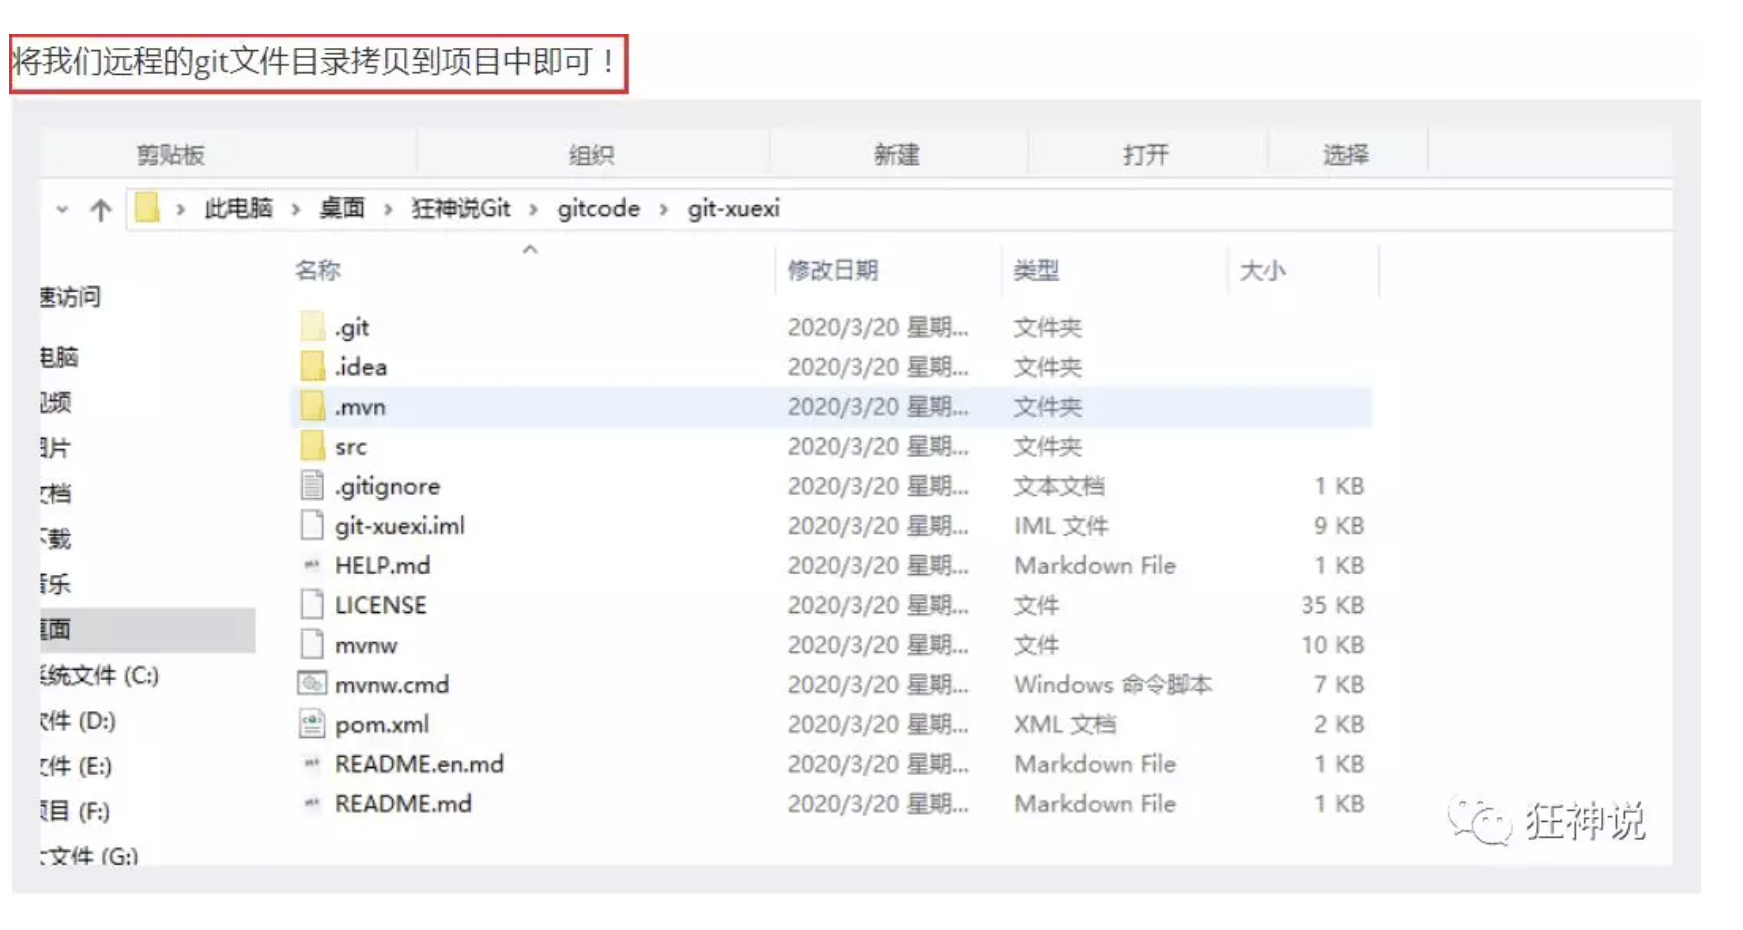 将我们远程的git文件目录拷贝到项目中即可！
剪贴板 组织 新建 打开 选择
此电脑 › 桌面 › 狂神说Git › gitcode › git-xuexi
名称 修改日期 类型 大小
速访问
电脑
视频
图片
文档
下载
音乐
桌面
系统文件 (C:)
软件 (D:)
文件 (E:)
项目 (F:)
大文件 (G:)
.git 2020/3/20 星期... 文件夹
.idea 2020/3/20 星期... 文件夹
.mvn 2020/3/20 星期... 文件夹
src 2020/3/20 星期... 文件夹
.gitignore 2020/3/20 星期... 文本文档 1 KB
git-xuexi.iml 2020/3/20 星期... IML 文件 9 KB
HELP.md 2020/3/20 星期... Markdown File 1 KB
LICENSE 2020/3/20 星期... 文件 35 KB
mvnw 2020/3/20 星期... 文件 10 KB
mvnw.cmd 2020/3/20 星期... Windows 命令脚本 7 KB
pom.xml 2020/3/20 星期... XML 文档 2 KB
README.en.md 2020/3/20 星期... Markdown File 1 KB
README.md 2020/3/20 星期... Markdown File 1 KB
狂神说